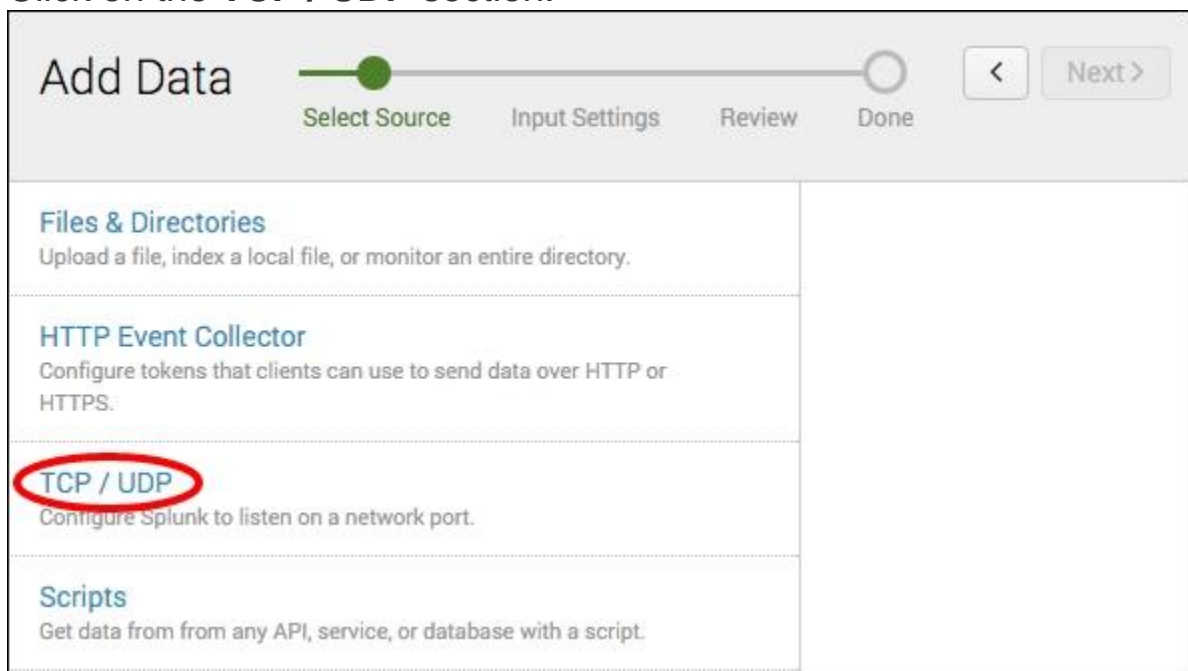 Click on the TCP / UDP section.
Add Data
Select Source
Input Settings
Review
Done
<
Next >
Files & Directories
Upload a file, index a local file, or monitor an entire directory.
HTTP Event Collector
Configure tokens that clients can use to send data over HTTP or
HTTPS.
TCP / UDP
Configure Splunk to listen on a network port.
Scripts
Get data from from any API, service, or database with a script.